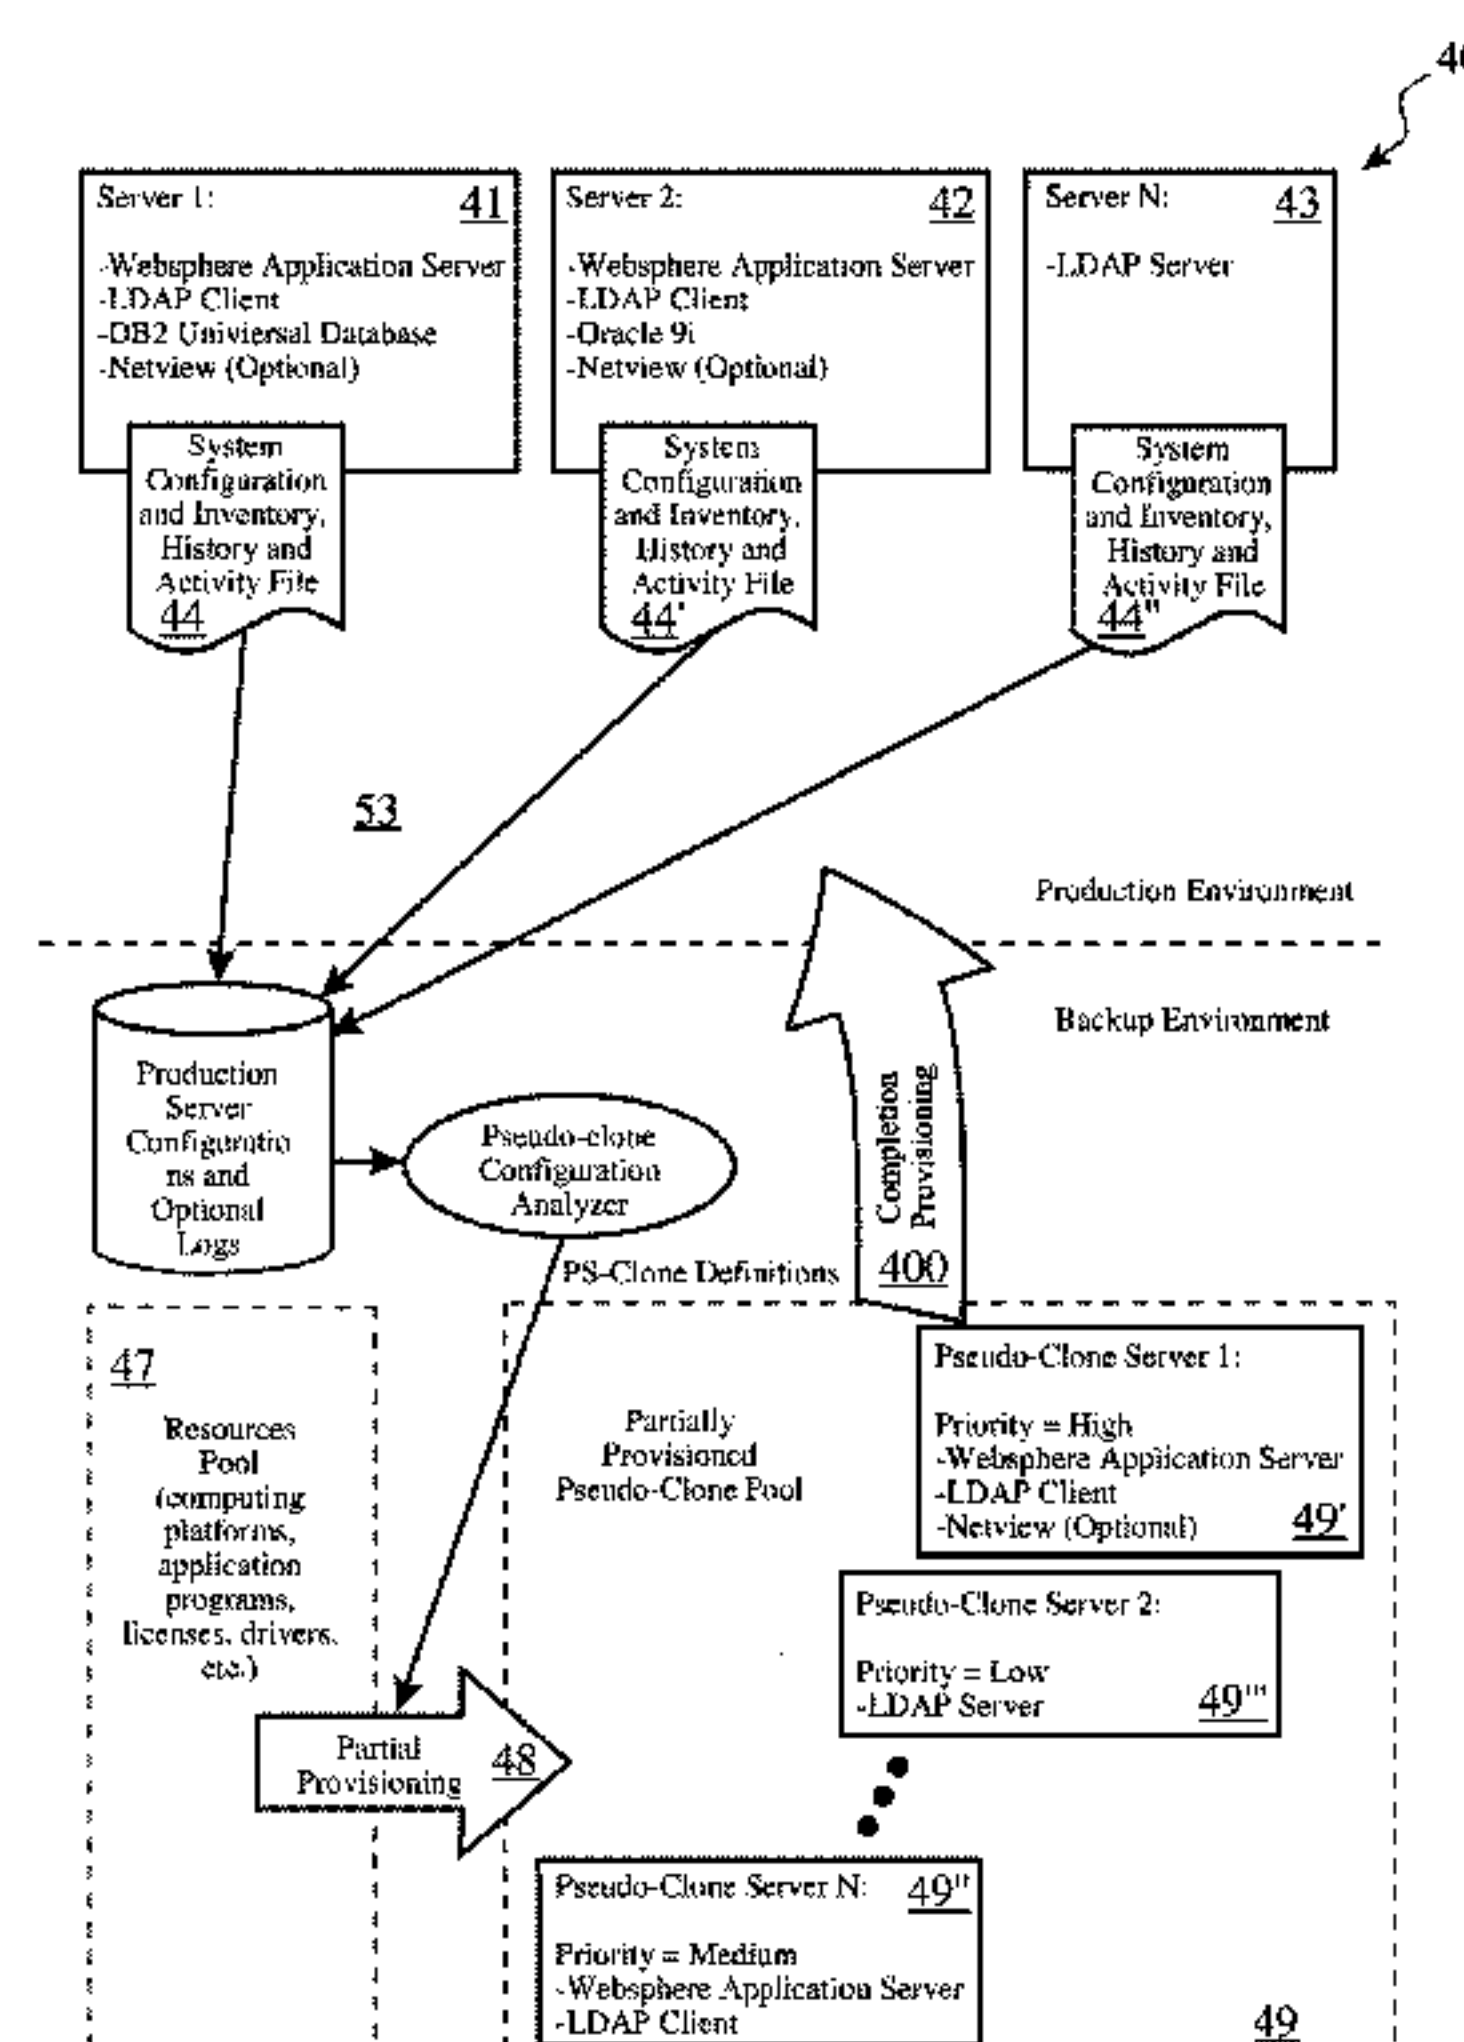 Server 1:
41
-Websphere Application Server
-LDAP Client
-DB2 Univiersal Database
-Netview (Optional)
System
Configuration
and Inventory,
History and
Activity File
44
Server 2:
42
-Websphere Application Server
-LDAP Client
-Oracle 9i
-Netview (Optional)
System
Configuration
and Inventory,
History and
Activity File
44'
Server N:
43
-LDAP Server
System
Configuration
and Inventory,
History and
Activity File
44"
53
Production Environment
Backup Environment
Production
Server
Configuratio
ns and
Optional
Logs
Pseudo-clone
Configuration
Analyzer
PS-Clone Definitions
Completion
Provisioning
400
47
Resources
Pool
(computing
platforms,
application
programs,
licenses, drivers,
etc.)
Partial
Provisioning
48
Partially
Provisioned
Pseudo-Clone Pool
Pseudo-Clone Server 1:
Priority = High
-Websphere Application Server
-LDAP Client
-Netview (Optional)
49'
Pseudo-Clone Server 2:
Priority = Low
-LDAP Server
49'''
Pseudo-Clone Server N:
49"
Priority = Medium
-Websphere Application Server
-LDAP Client
49